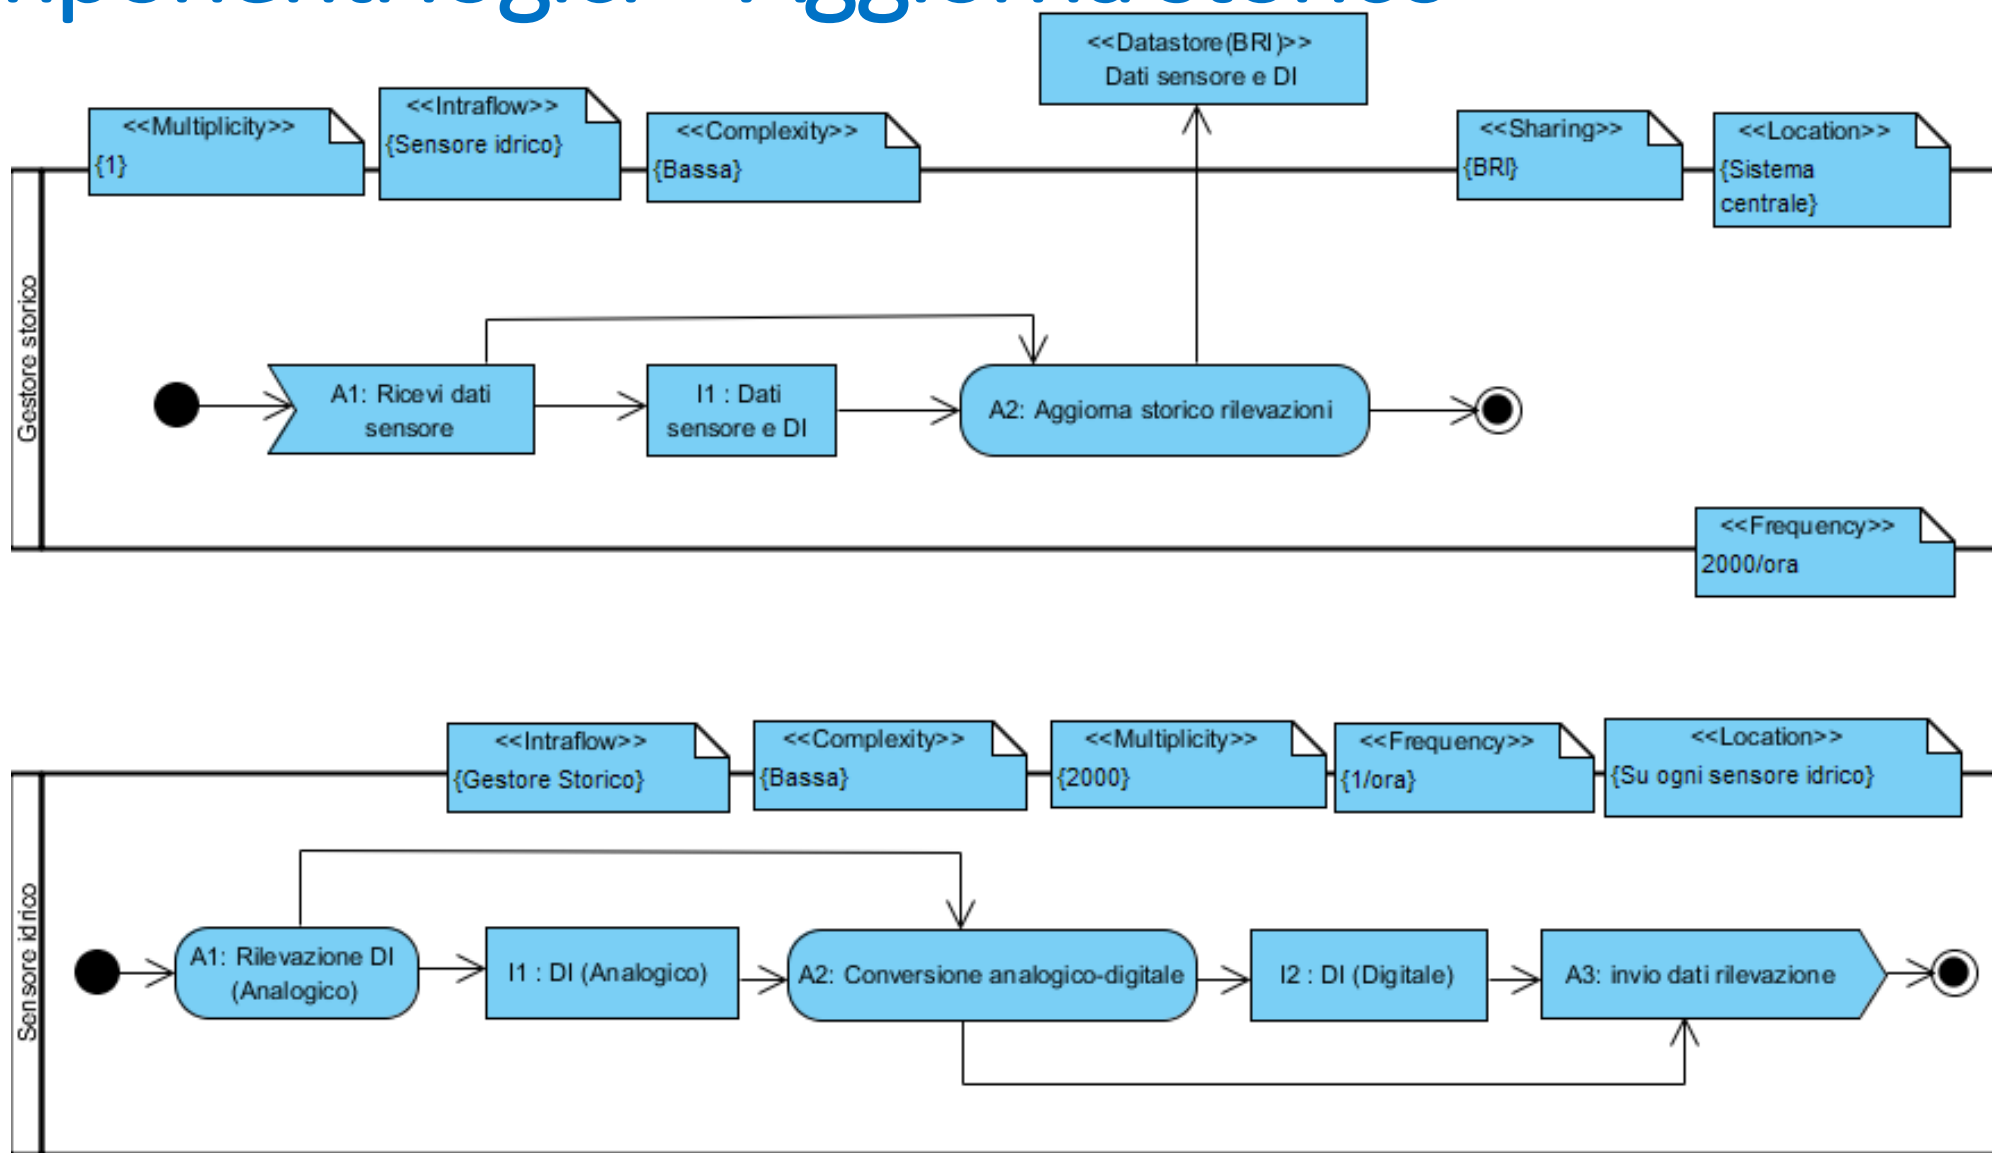 Aggiorna storico
<<Datastore(BRI)>>
Dati sensore e DI
<<Multiplicity>>
{1}
<<Intraflow>>
{Sensore idrico}
<<Complexity>>
{Bassa}
<<Sharing>>
{BRI}
<<Location>>
{Sistema
centrale}
Gestore storico
A1: Ricevi dati
sensore
I1 : Dati
sensore e DI
A2: Aggiorna storico rilevazioni
<<Frequency>>
2000/ora
<<Intraflow>>
{Gestore Storico}
<<Complexity>>
{Bassa}
<<Multiplicity>>
{2000}
<<Frequency>>
{1/ora}
<<Location>>
{Su ogni sensore idrico}
Sensore idrico
A1: Rilevazione DI
(Analogico)
I1 : DI (Analogico)
A2: Conversione analogico-digitale
I2 : DI (Digitale)
A3: invio dati rilevazione